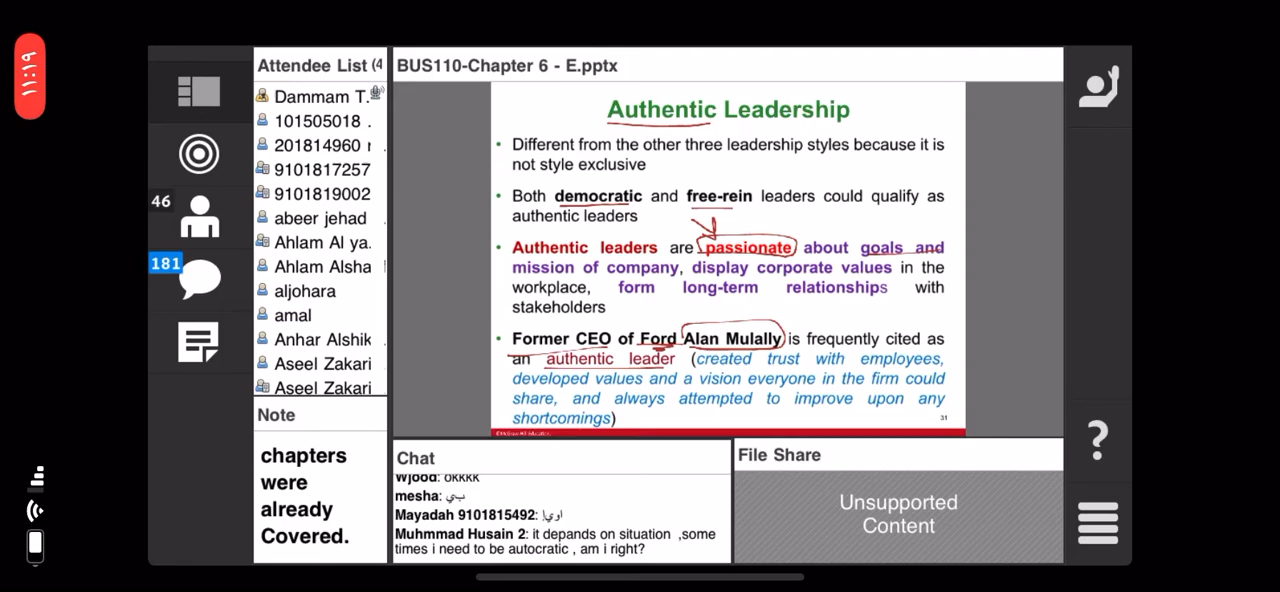 ١١:١٩
Attendee List (4
Dammam T.
101505018 .
201814960 r
9101817257
9101819002
abeer jehad
Ahlam Al ya.
Ahlam Alsha
aljohara
amal
Anhar Alshik
Aseel Zakari
Aseel Zakari
46
181
Note
chapters
were
already
Covered.
BUS110-Chapter 6 - E.pptx
Authentic Leadership
• Different from the other three leadership styles because it is
not style exclusive
• Both democratic and free-rein leaders could qualify as
authentic leaders
• Authentic leaders are passionate about goals and
mission of company, display corporate values in the
workplace, form long-term relationships with
stakeholders
• Former CEO of Ford Alan Mulally is frequently cited as
an authentic leader (created trust with employees,
developed values and a vision everyone in the firm could
share, and always attempted to improve upon any
shortcomings)
31
Chat
Wjood: okkkk
mesha: بي
Mayadah 9101815492: اوي
Muhmmad Husain 2: it depends on situation ,some
times i need to be autocratic , am i right?
File Share
Unsupported
Content
?